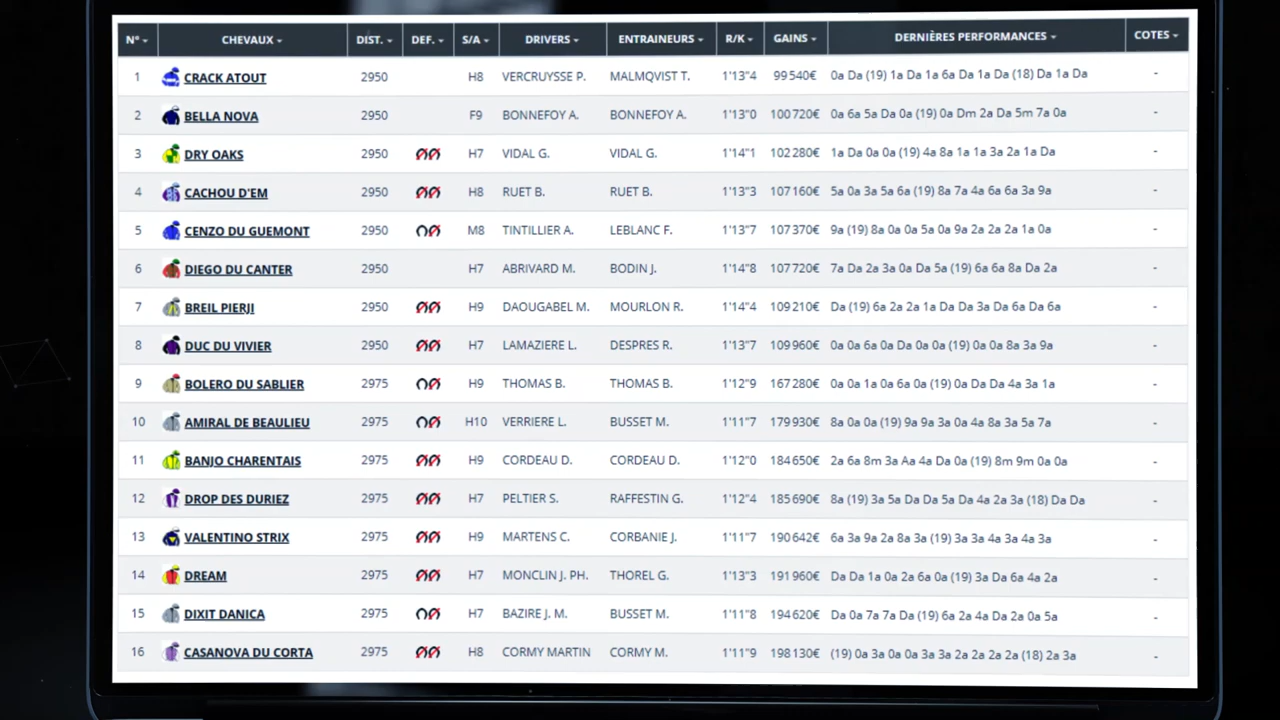 N° CHEVAUX DIST. DEF. S/A DRIVERS ENTRAINEURS R/K GAINS DERNIÈRES PERFORMANCES COTES
1 CRACK ATOUT 2950 H8 VERCRUYSSE P. MALMQVIST T. 1'13"4 99 540€ 0a Da (19) 1a Da 1a 6a Da 1a Da (18) Da 1a Da -
2 BELLA NOVA 2950 F9 BONNEFOY A. BONNEFOY A. 1'13"0 100 720€ 0a 6a 5a Da 0a (19) 0a Dm 2a Da 5m 7a 0a -
3 DRY OAKS 2950 H7 VIDAL G. VIDAL G. 1'14"1 102 280€ 1a Da 0a 0a (19) 4a 8a 1a 1a 3a 2a 1a Da -
4 CACHOU D'EM 2950 H8 RUET B. RUET B. 1'13"3 107 160€ 5a 0a 3a 5a 6a (19) 8a 7a 4a 6a 6a 3a 9a -
5 CENZO DU GUEMONT 2950 M8 TINTILLIER A. LEBLANC F. 1'13"7 107 370€ 9a (19) 8a 0a 0a 5a 0a 9a 2a 2a 2a 1a 0a -
6 DIEGO DU CANTER 2950 H7 ABRIVARD M. BODIN J. 1'14"8 107 720€ 7a Da 2a 3a 0a Da 5a (19) 6a 6a 8a Da 2a -
7 BREIL PIERJI 2950 H9 DAOUGABEL M. MOURLON R. 1'14"4 109 210€ Da (19) 6a 2a 2a 1a Da Da 3a Da 6a Da 6a -
8 DUC DU VIVIER 2950 H7 LAMAZIERE L. DESPRES R. 1'13"7 109 960€ 0a 0a 6a 0a Da 0a 0a (19) 0a 0a 8a 3a 9a -
9 BOLERO DU SABLIER 2975 H9 THOMAS B. THOMAS B. 1'12"9 167 280€ 0a 0a 1a 0a 6a 0a (19) 0a Da Da 4a 3a 1a -
10 AMIRAL DE BEAULIEU 2975 H10 VERRIERE L. BUSSET M. 1'11"7 179 930€ 8a 0a 0a (19) 9a 9a 3a 0a 4a 8a 3a 5a 7a -
11 BANJO CHARENTAIS 2975 H9 CORDEAU D. CORDEAU D. 1'12"0 184 650€ 2a 6a 8m 3a Aa 4a Da 0a (19) 8m 9m 0a 0a -
12 DROP DES DURIEZ 2975 H7 PELTIER S. RAFFESTIN G. 1'12"4 185 690€ 8a (19) 3a 5a Da Da 5a Da 4a 2a 3a (18) Da Da -
13 VALENTINO STRIX 2975 H9 MARTENS C. CORBANIE J. 1'11"7 190 642€ 6a 3a 9a 2a 8a 3a (19) 3a 3a 4a 3a 4a 3a -
14 DREAM 2975 H7 MONCLIN J. PH. THOREL G. 1'13"3 191 960€ Da Da 1a 0a 2a 6a 0a (19) 3a Da 6a 4a 2a -
15 DIXIT DANICA 2975 H7 BAZIRE J. M. BUSSET M. 1'11"8 194 620€ Da 0a 7a 7a Da (19) 6a 2a 4a Da 2a 0a 5a -
16 CASANOVA DU CORTA 2975 H8 CORMY MARTIN CORMY M. 1'11"9 198 130€ (19) 0a 3a 0a 0a 3a 3a 2a 2a 2a 2a (18) 2a 3a -